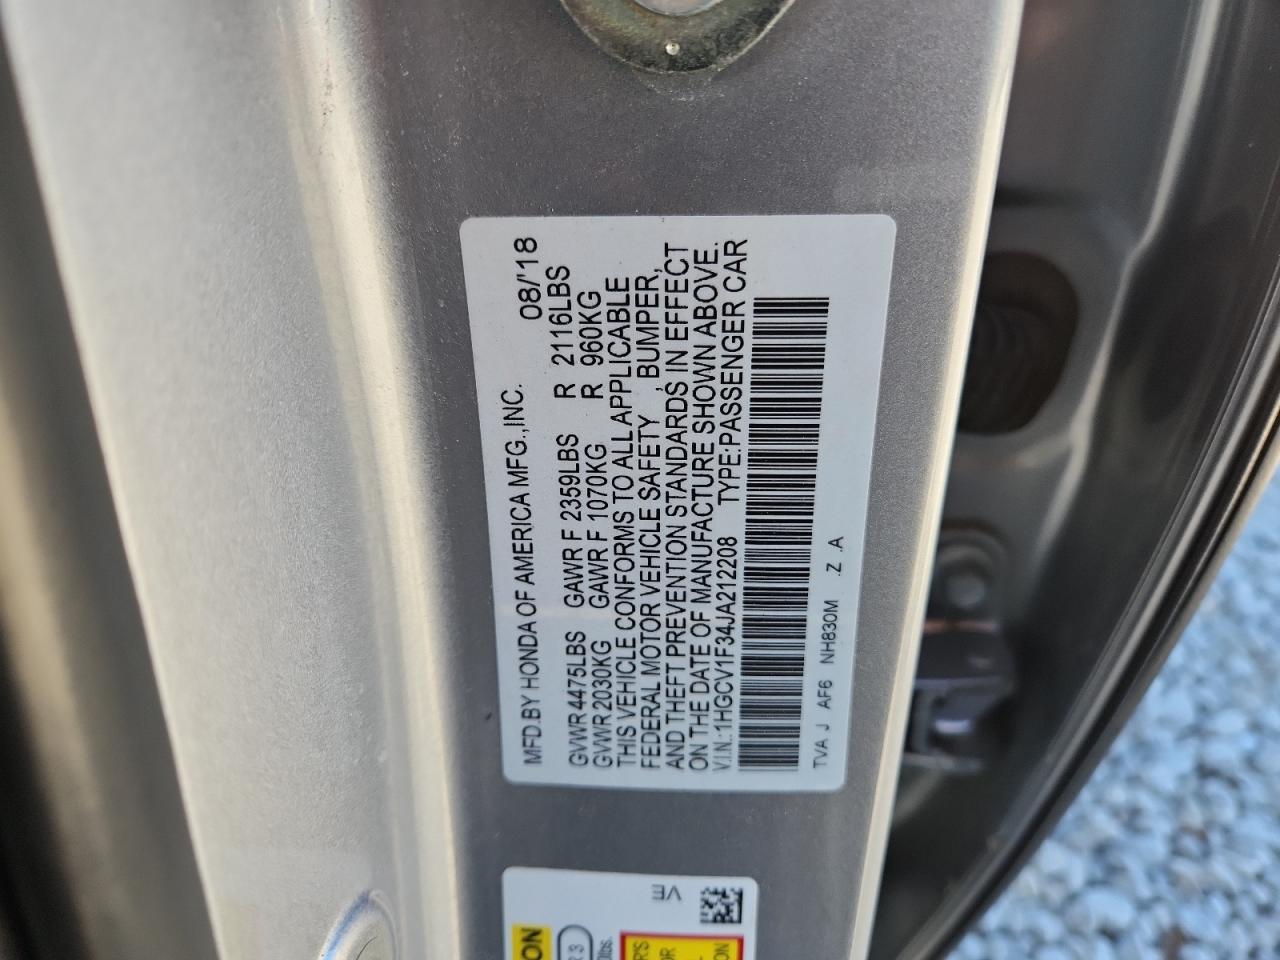 MFD.BY HONDA OF AMERICA MFG.,INC. 08/'18
GVWR 4475LBS GAWR F 2359LBS R 2116LBS
GVWR 2030KG GAWR F 1070KG R 960KG
THIS VEHICLE CONFORMS TO ALL APPLICABLE
FEDERAL MOTOR VEHICLE SAFETY , BUMPER,
AND THEFT PREVENTION STANDARDS IN EFFECT
ON THE DATE OF MANUFACTURE SHOWN ABOVE.
V.I.N.:1HGCV1F34JA212208 TYPE:PASSENGER CAR
TVA J AF6 NH830M .Z .A
VE